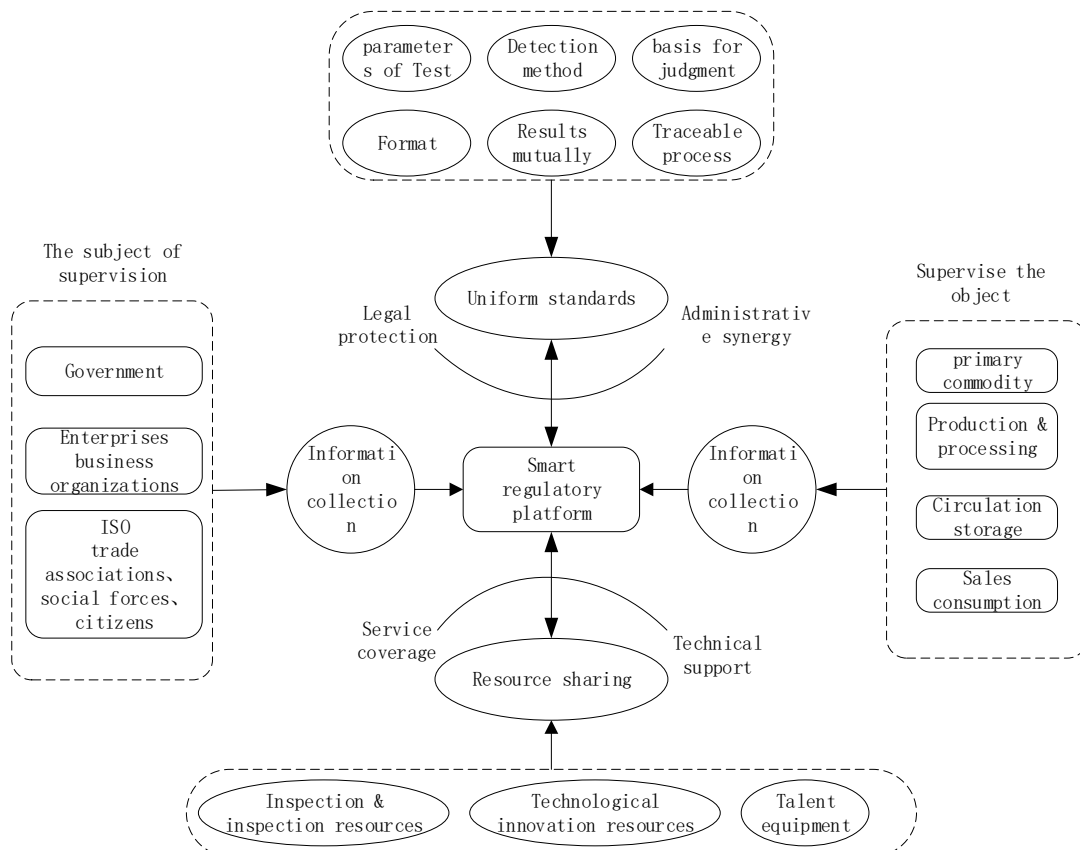 parameter
s of Test
Detection
method
basis for
judgment
Format
Results
mutually
Traceable
process
The subject of
supervision
Supervise the
object
Uniform standards
Legal
protection
Administrativ
e synergy
Government
Enterprises
business
organizations
ISO
trade
associations、
social forces、
citizens
Informati
on
collectio
n
Smart
regulatory
platform
Informati
on
collectio
n
primary
commodity
Production &
processing
Circulation
storage
Sales
consumption
Service
coverage
Technical
support
Resource sharing
Inspection &
inspection resources
Technological
innovation resources
Talent
equipment